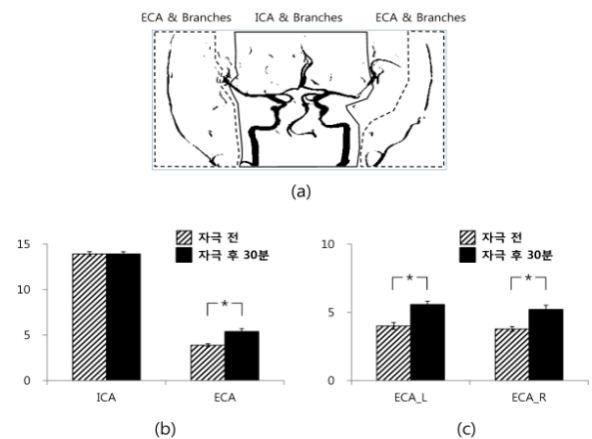 ECA & Branches ICA & Branches ECA & Branches
(a)
자극 전
자극 후 30분
15
10
5
0
*
ICA ECA
(b)
자극 전
자극 후 30분
10
5
0
* *
ECA_L ECA_R
(c)